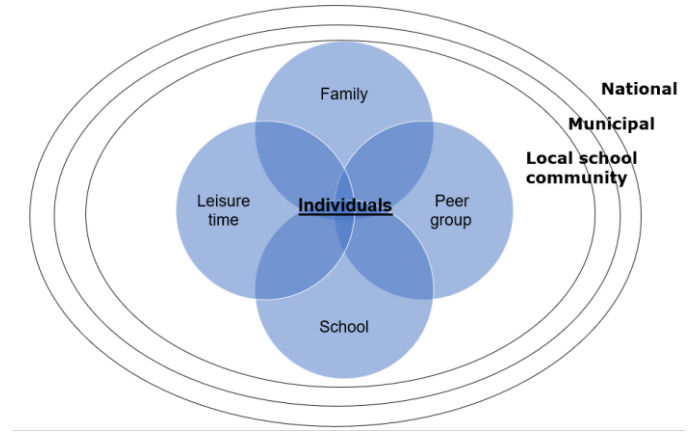 Family
National
Municipal
Local school
community
Leisure
time
Individuals
Peer
group
School